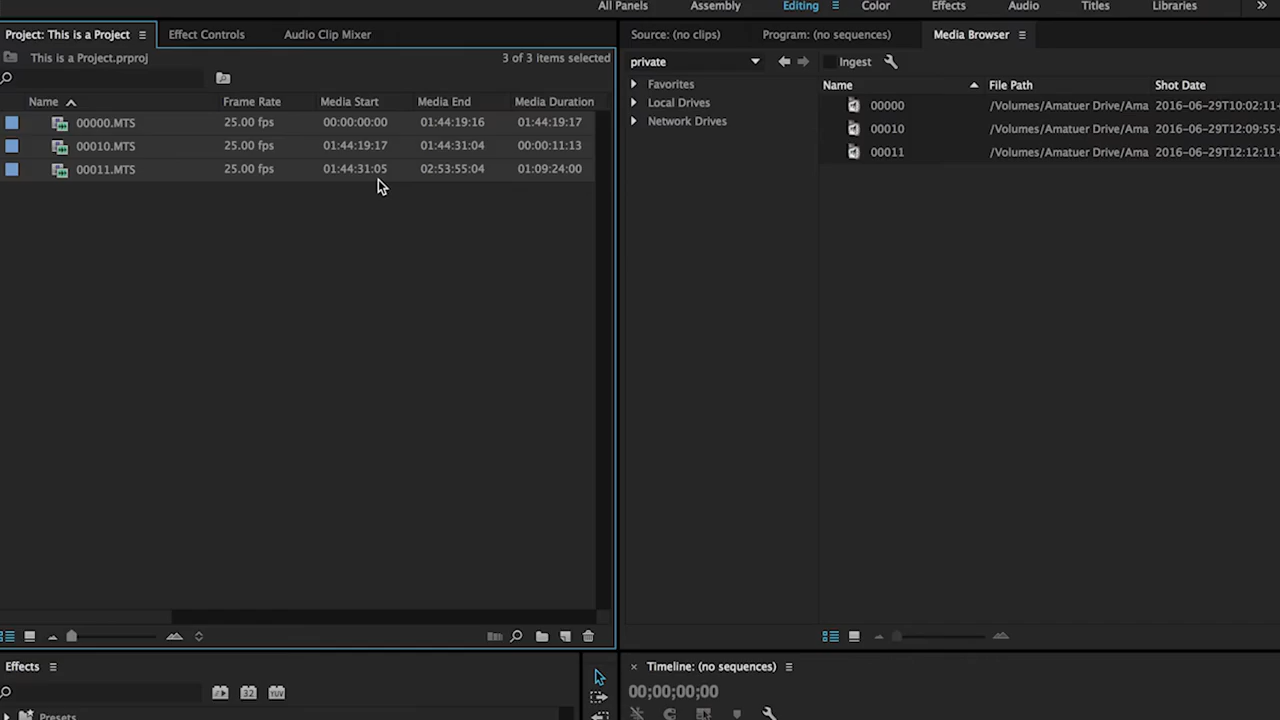 All Panels Assembly Editing Color Effects Audio Titles Libraries
Project: This is a Project Effect Controls Audio Clip Mixer
This is a Project.prproj 3 of 3 items selected
Name Frame Rate Media Start Media End Media Duration
00000.MTS 25.00 fps 00:00:00:00 01:44:19:16 01:44:19:17
00010.MTS 25.00 fps 01:44:19:17 01:44:31:04 00:00:11:13
00011.MTS 25.00 fps 01:44:31:05 02:53:55:04 01:09:24:00
Source: (no clips) Program: (no sequences) Media Browser
private Ingest
Favorites
Local Drives
Network Drives
Name File Path Shot Date
00000 /Volumes/Amatuer Drive/Ama 2016-06-29T10:02:11+
00010 /Volumes/Amatuer Drive/Ama 2016-06-29T12:09:55
00011 /Volumes/Amatuer Drive/Ama 2016-06-29T12:12:11+
Effects
32 YUV
Presets
Timeline: (no sequences)
00;00;00;00